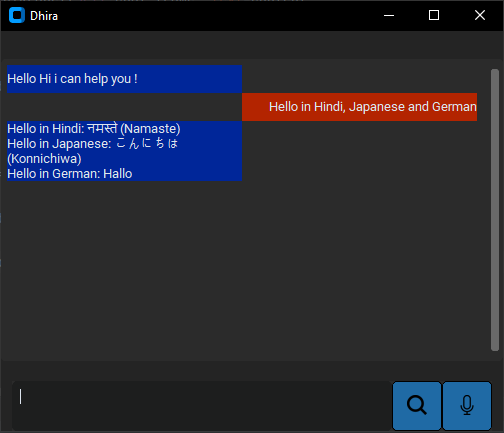 Dhira
Hello Hi i can help you !
Hello in Hindi, Japanese and German
Hello in Hindi: नमस्ते (Namaste)
Hello in Japanese: こんにちは
(Konnichiwa)
Hello in German: Hallo